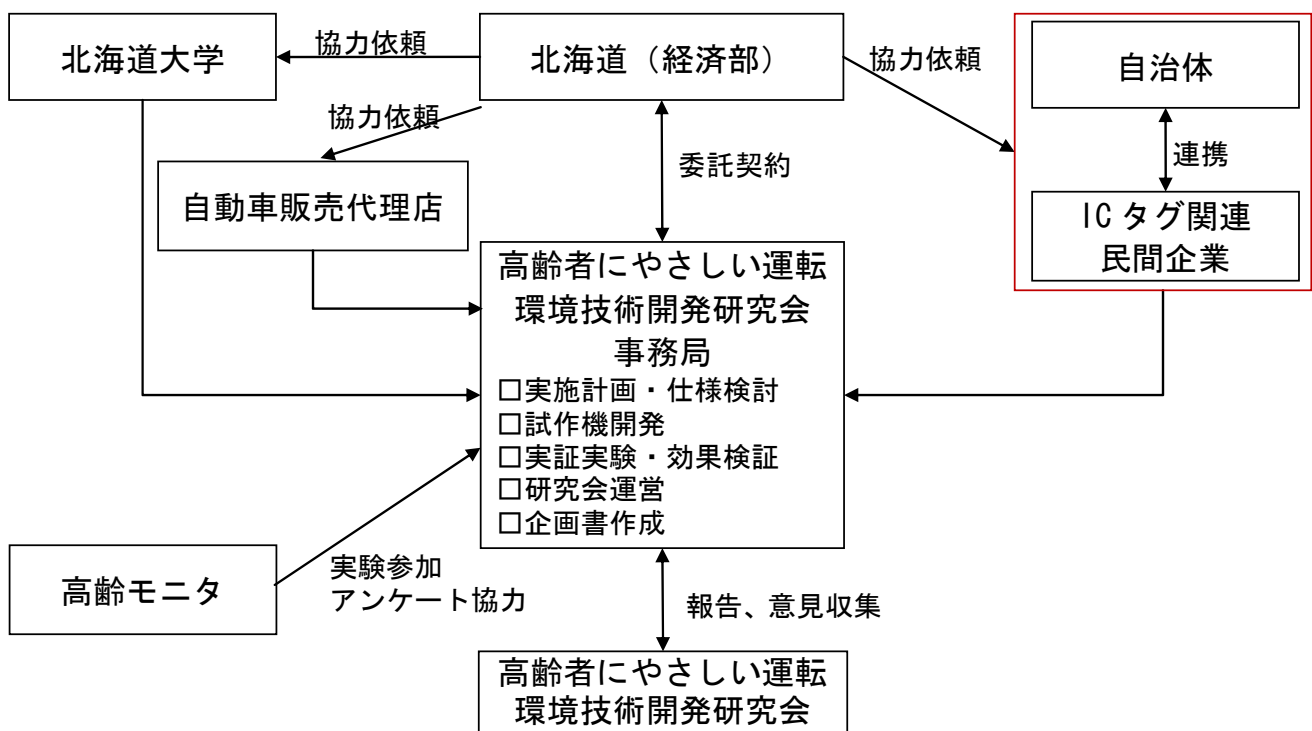 北海道大学
協力依頼
北海道（経済部）
協力依頼
自治体
協力依頼
連携
委託契約
自動車販売代理店
ICタグ関連
民間企業
高齢者にやさしい運転
環境技術開発研究会
事務局
□実施計画・仕様検討
□試作機開発
□実証実験・効果検証
□研究会運営
□企画書作成
高齢モニタ
実験参加
アンケート協力
報告、意見収集
高齢者にやさしい運転
環境技術開発研究会